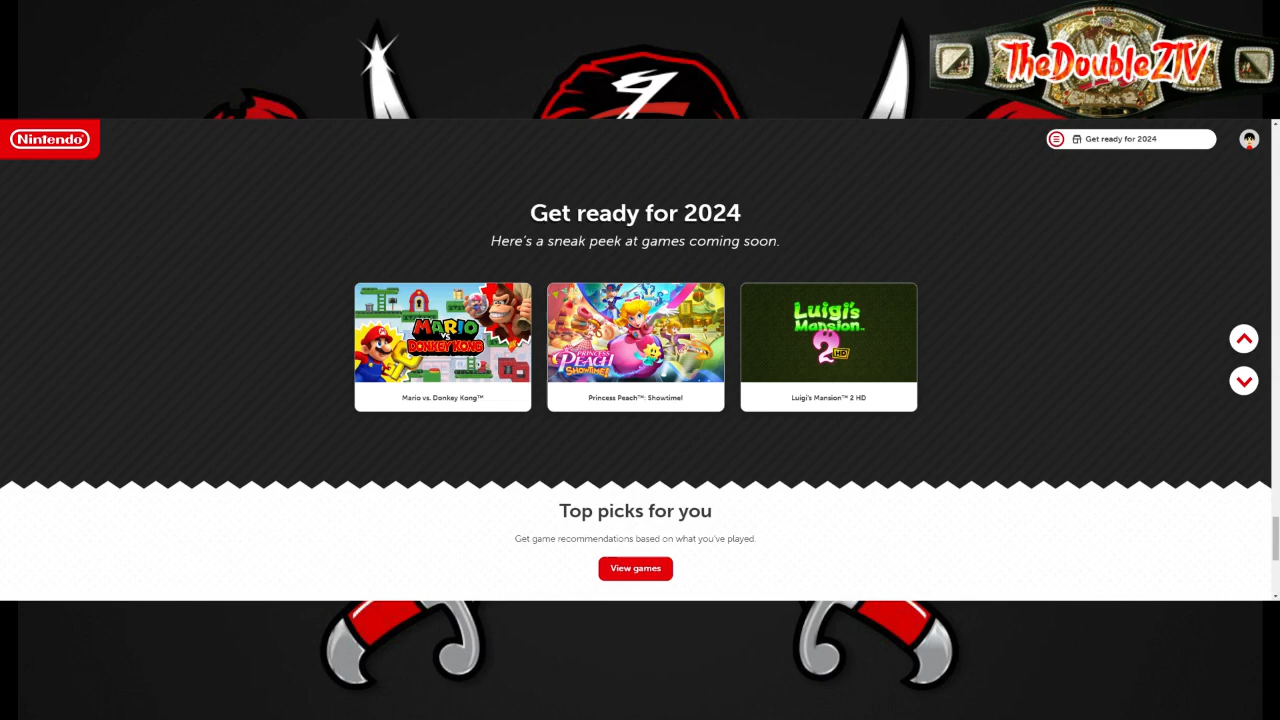 TheDoubleZTV
Nintendo
Get ready for 2024
Get ready for 2024
Here's a sneak peek at games coming soon.
MARIO
VS
DONKEY KONG
PRINCESS
PEACH
SHOWTIME!
LUIGI'S
MANSION™
2 HD
Mario vs. Donkey Kong™
Princess Peach™: Showtime!
Luigi's Mansion™ 2 HD
Top picks for you
Get game recommendations based on what you've played.
View games